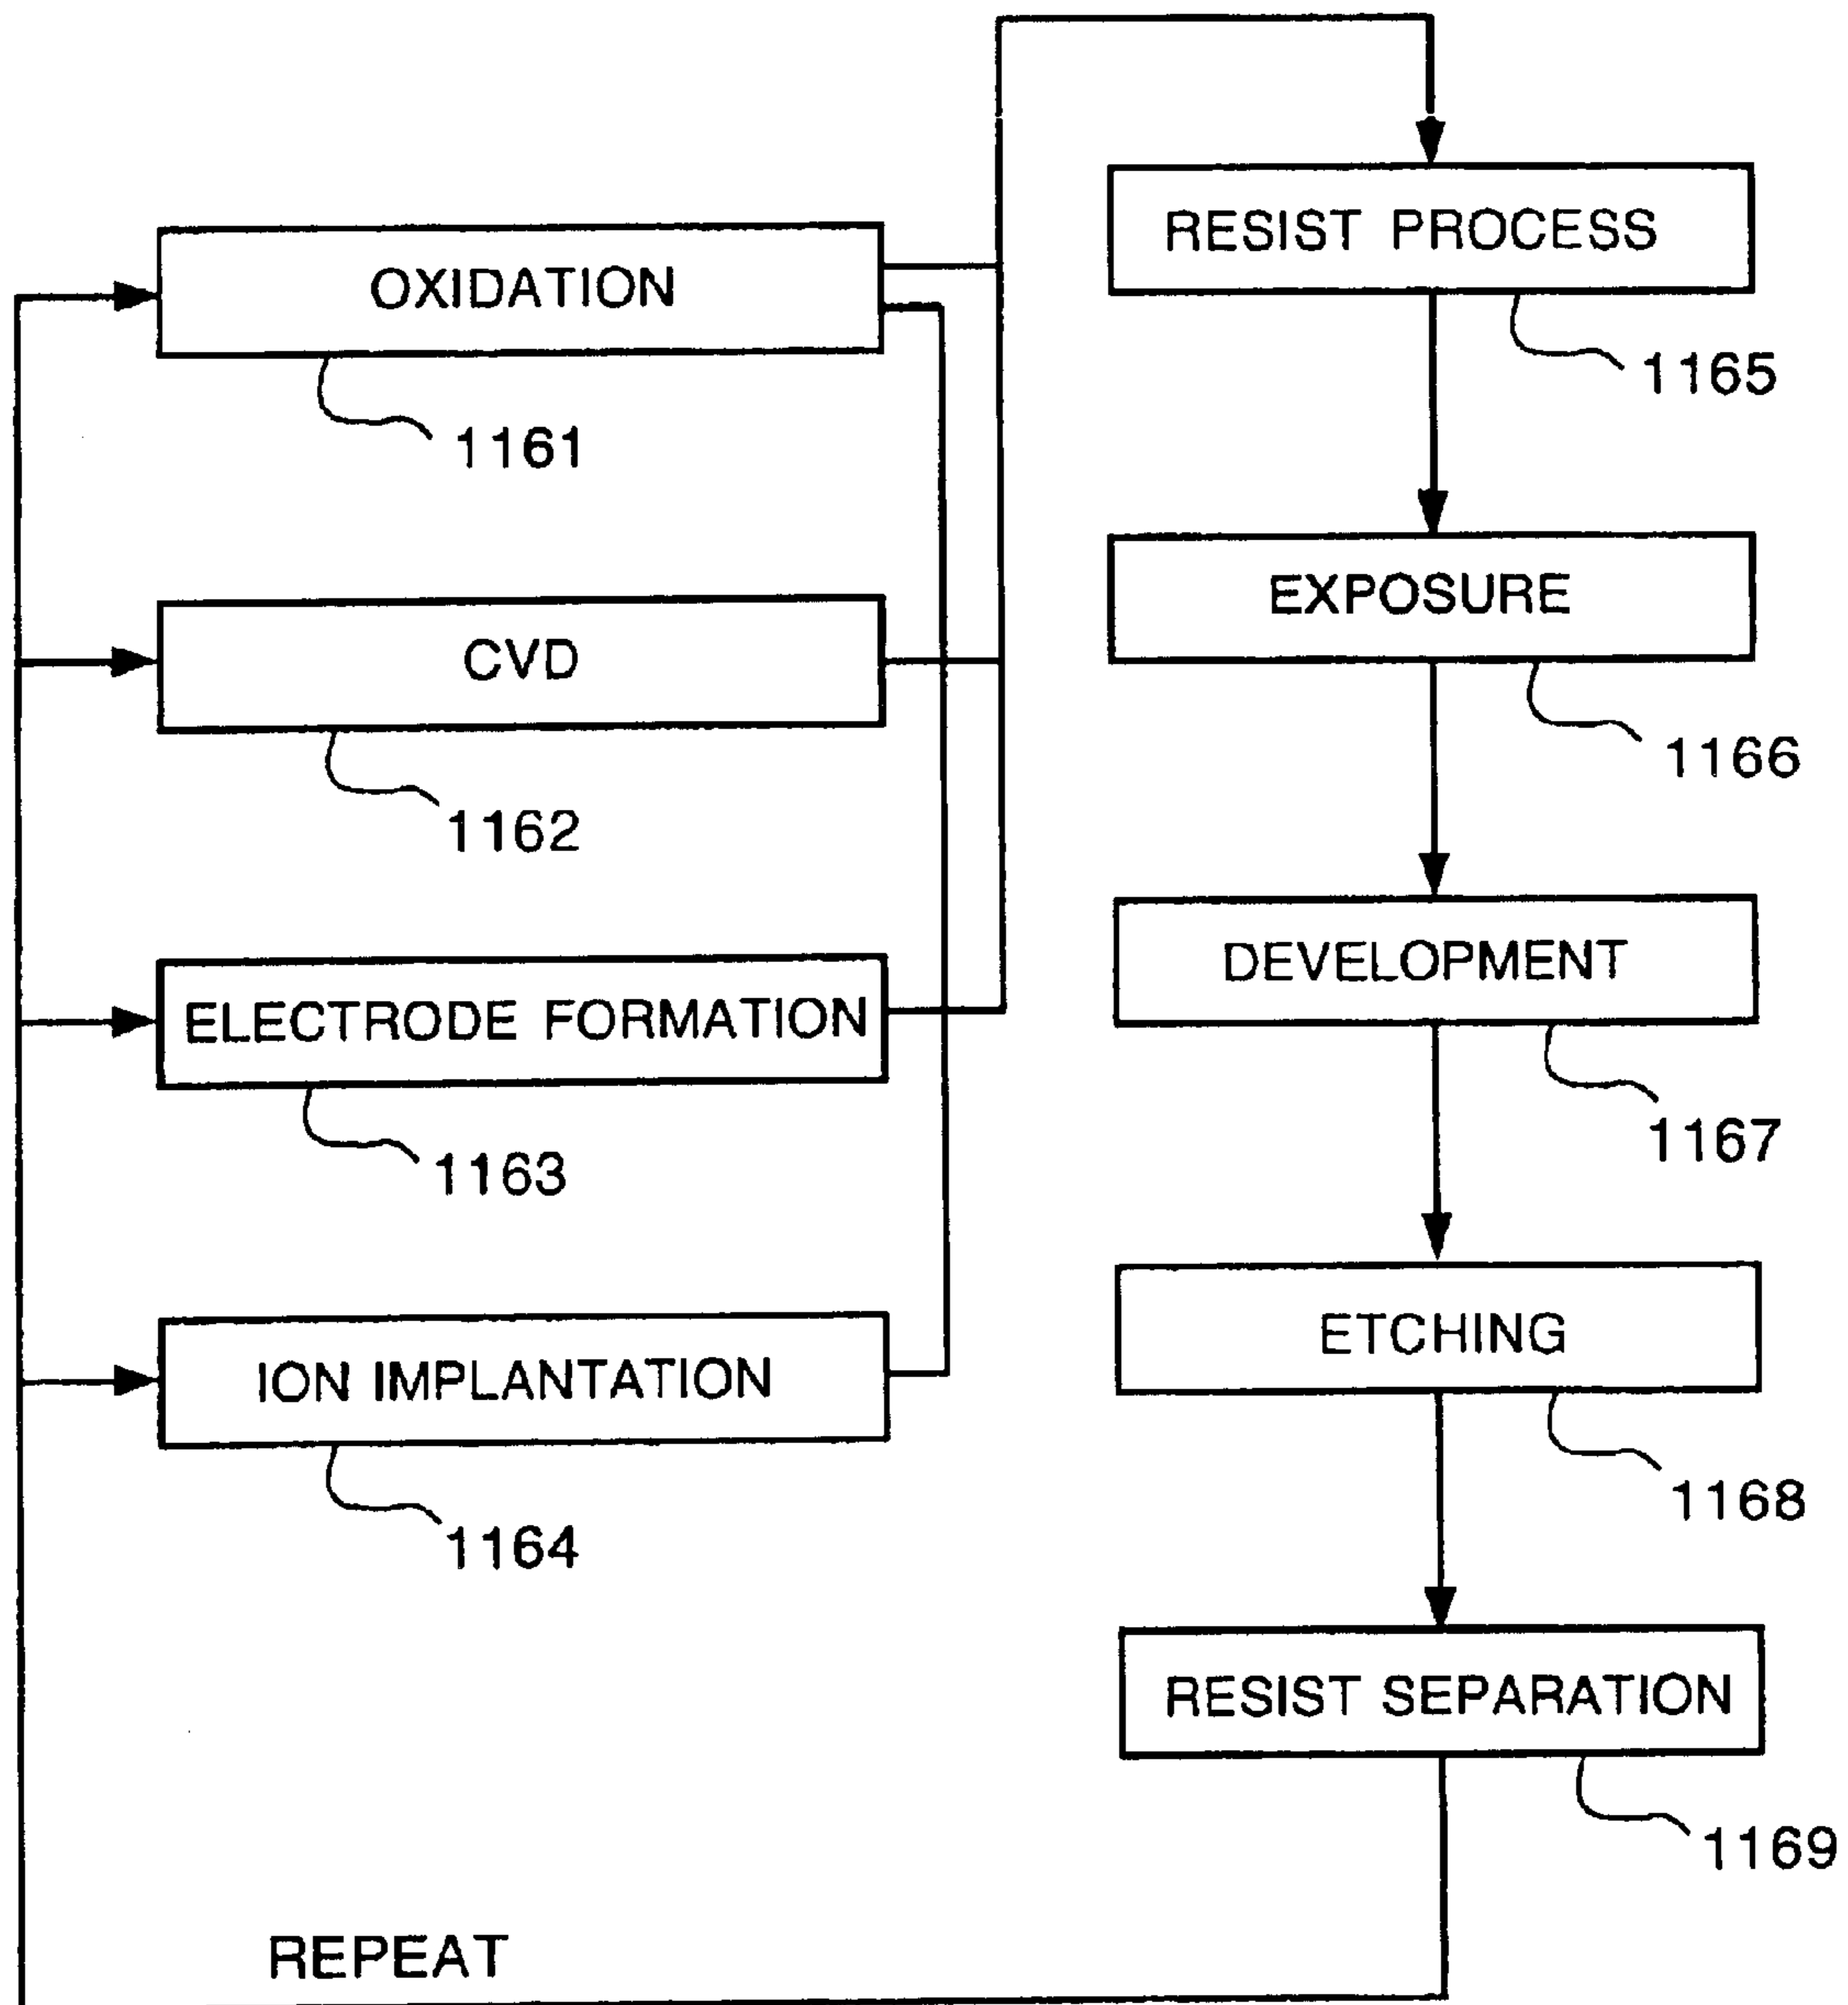 OXIDATION
1161
CVD
1162
ELECTRODE FORMATION
1163
ION IMPLANTATION
1164
RESIST PROCESS
1165
EXPOSURE
1166
DEVELOPMENT
1167
ETCHING
1168
RESIST SEPARATION
1169
REPEAT